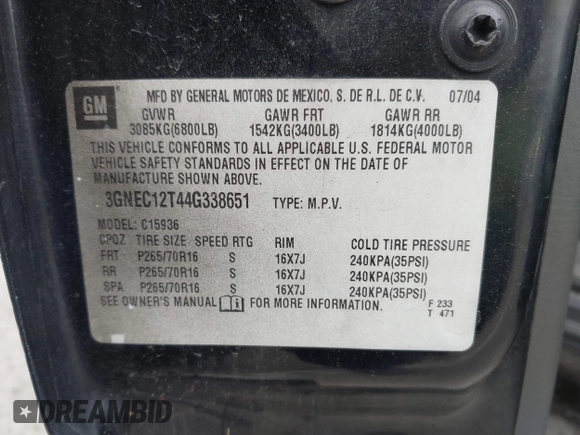 GM
MFD BY GENERAL MOTORS DE MEXICO, S. DE R.L. DE C.V. 07/04
GVWR GAWR FRT GAWR RR
3085KG(6800LB) 1542KG(3400LB) 1814KG(4000LB)
THIS VEHICLE CONFORMS TO ALL APPLICABLE U.S. FEDERAL MOTOR
VEHICLE SAFETY STANDARDS IN EFFECT ON THE DATE OF
MANUFACTURE SHOWN ABOVE.
3GNEC12T44G338651 TYPE: M.P.V.
MODEL: C15936
CPQZ TIRE SIZE SPEED RTG RIM COLD TIRE PRESSURE
FRT P265/70R16 S 16X7J 240KPA(35PSI)
RR P265/70R16 S 16X7J 240KPA(35PSI)
SPA P265/70R16 S 16X7J 240KPA(35PSI)
SEE OWNER'S MANUAL FOR MORE INFORMATION. F 233
T 471
DREAMBID